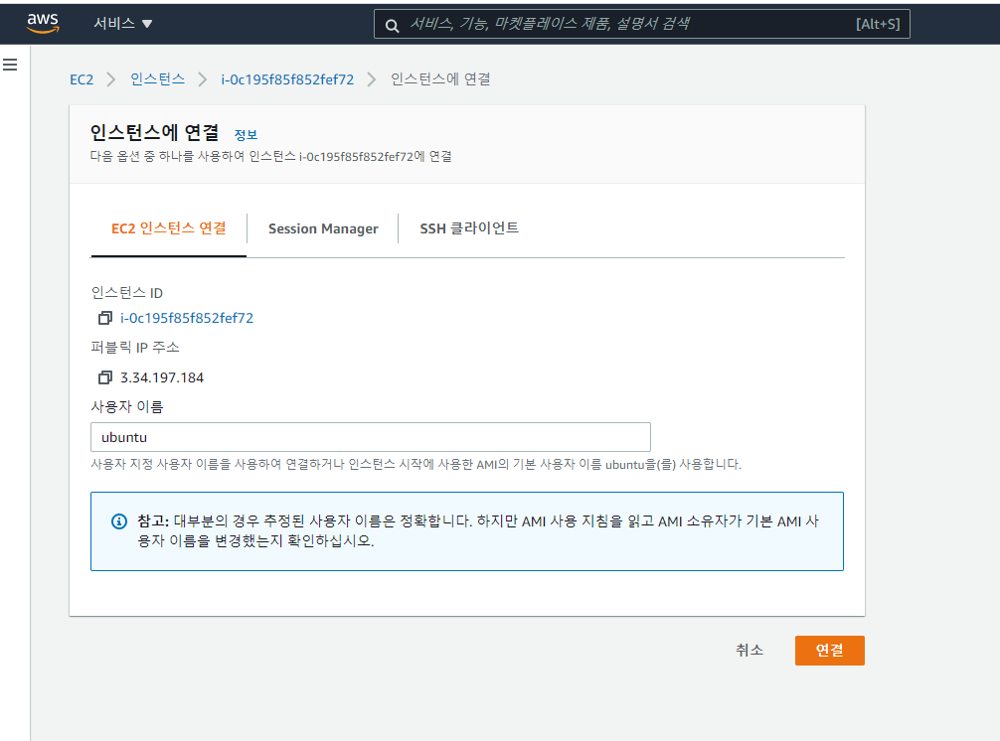 aws 서비스 ▼ 서비스, 기능, 마켓플레이스 제품, 설명서 검색 [Alt+S]
EC2 > 인스턴스 > i-0c195f85f852fef72 > 인스턴스에 연결
인스턴스에 연결 정보
다음 옵션 중 하나를 사용하여 인스턴스 i-0c195f85f852fef72에 연결
EC2 인스턴스 연결 Session Manager SSH 클라이언트
인스턴스 ID
i-0c195f85f852fef72
퍼블릭 IP 주소
3.34.197.184
사용자 이름
ubuntu
사용자 지정 사용자 이름을 사용하여 연결하거나 인스턴스 시작에 사용한 AMI의 기본 사용자 이름 ubuntu을(를) 사용합니다.
참고: 대부분의 경우 추정된 사용자 이름은 정확합니다. 하지만 AMI 사용 지침을 읽고 AMI 소유자가 기본 AMI 사
용자 이름을 변경했는지 확인하십시오.
취소 연결